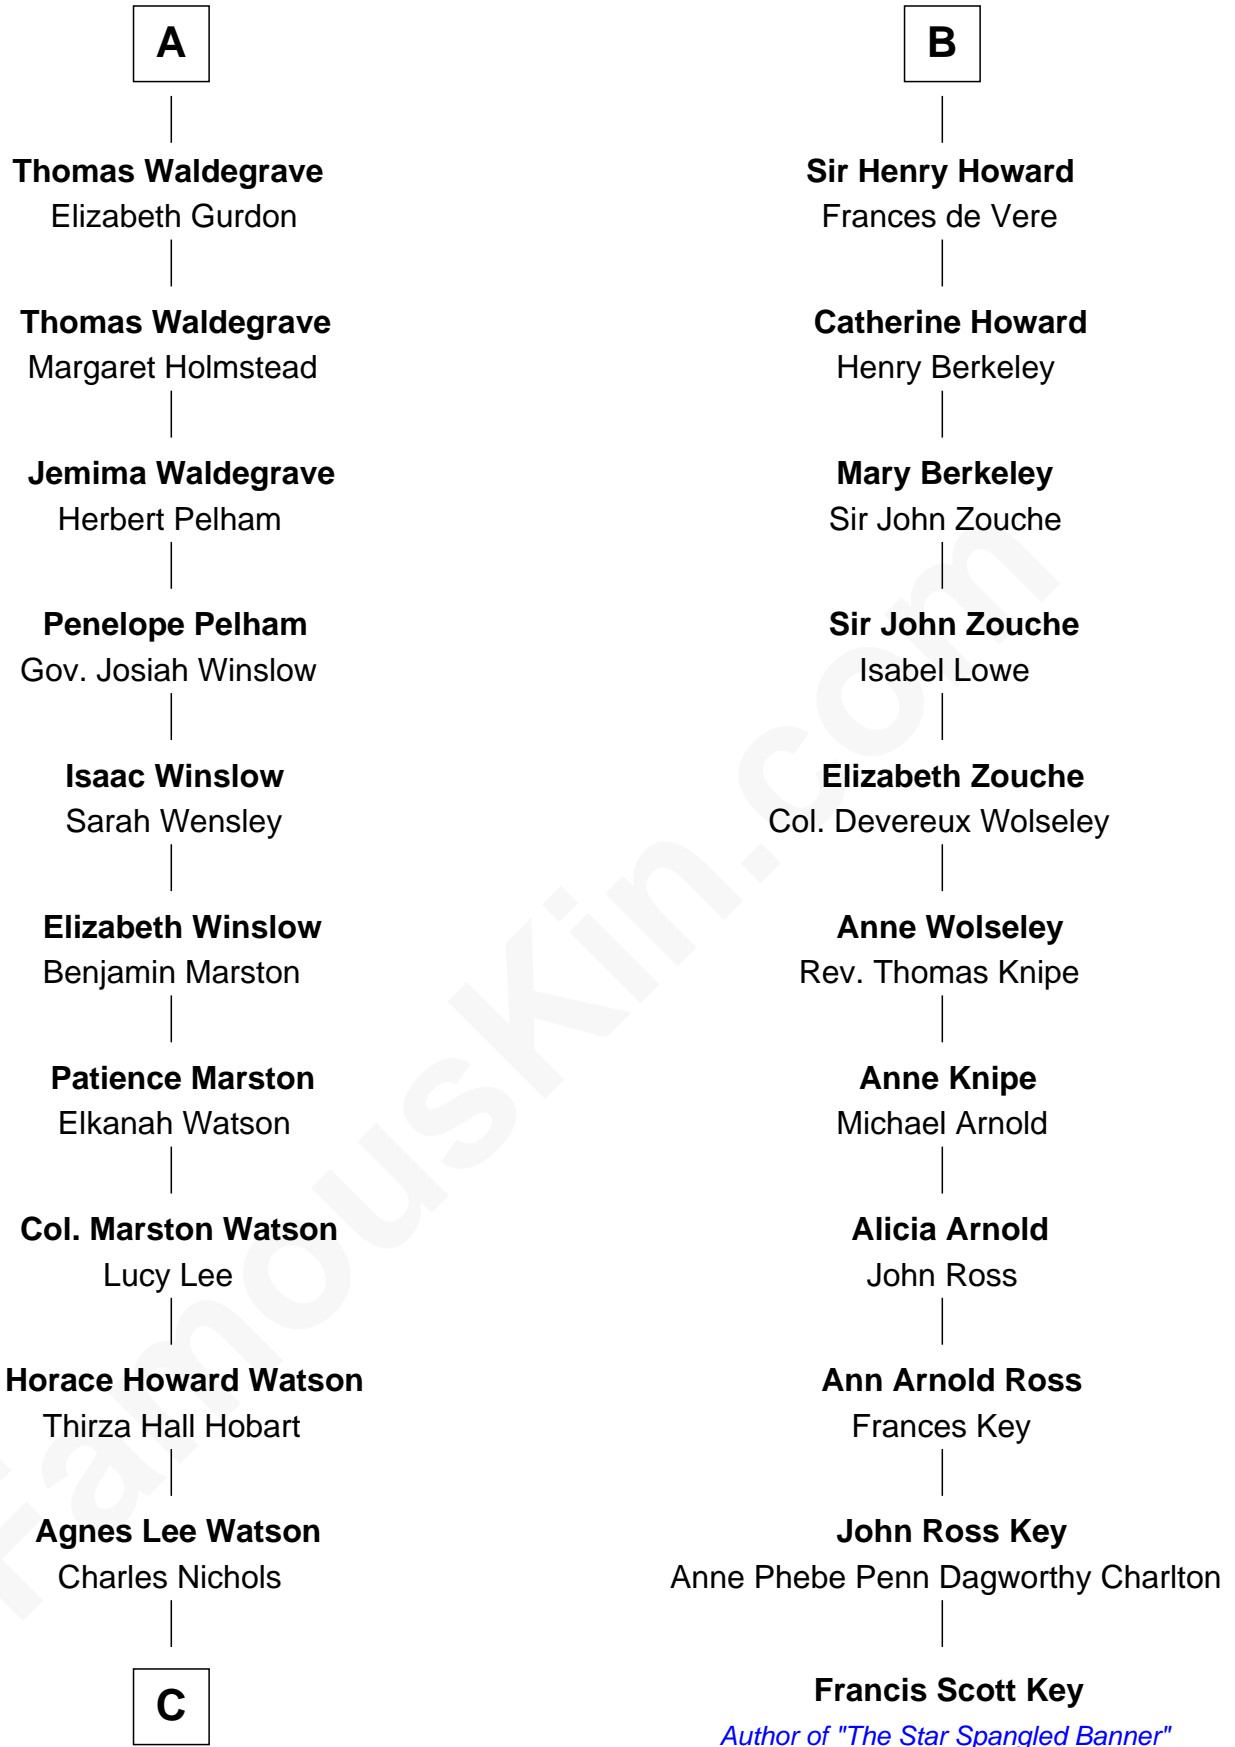 A
Thomas Waldegrave
Elizabeth Gurdon
Thomas Waldegrave
Margaret Holmstead
Jemima Waldegrave
Herbert Pelham
Penelope Pelham
Gov. Josiah Winslow
Isaac Winslow
Sarah Wensley
Elizabeth Winslow
Benjamin Marston
Patience Marston
Elkanah Watson
Col. Marston Watson
Lucy Lee
Horace Howard Watson
Thirza Hall Hobart
Agnes Lee Watson
Charles Nichols
C
B
Sir Henry Howard
Frances de Vere
Catherine Howard
Henry Berkeley
Mary Berkeley
Sir John Zouche
Sir John Zouche
Isabel Lowe
Elizabeth Zouche
Col. Devereux Wolseley
Anne Wolseley
Rev. Thomas Knipe
Anne Knipe
Michael Arnold
Alicia Arnold
John Ross
Ann Arnold Ross
Frances Key
John Ross Key
Anne Phebe Penn Dagworthy Charlton
Francis Scott Key
Author of "The Star Spangled Banner"
FamousKin.com